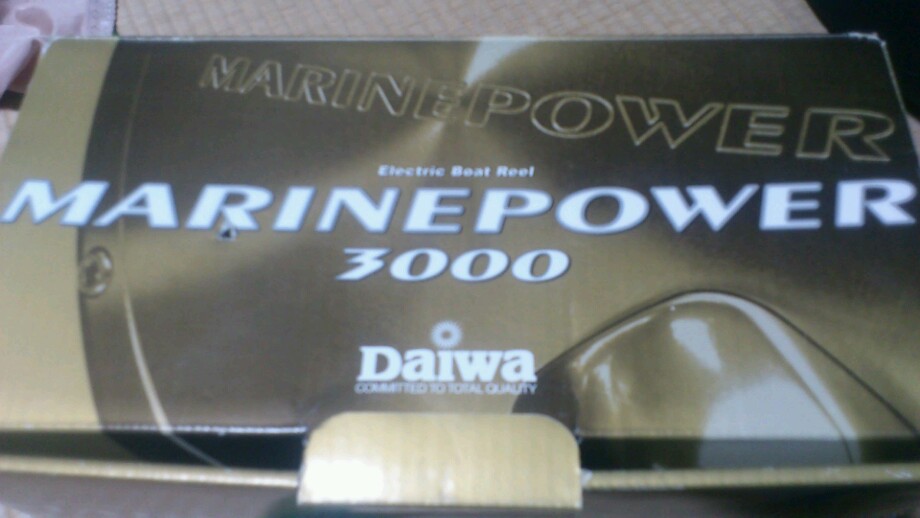 MARINEPOWER
Electric Boat Reel
MARINEPOWER
3000
Daiwa
COMMITTED TO TOTAL QUALITY